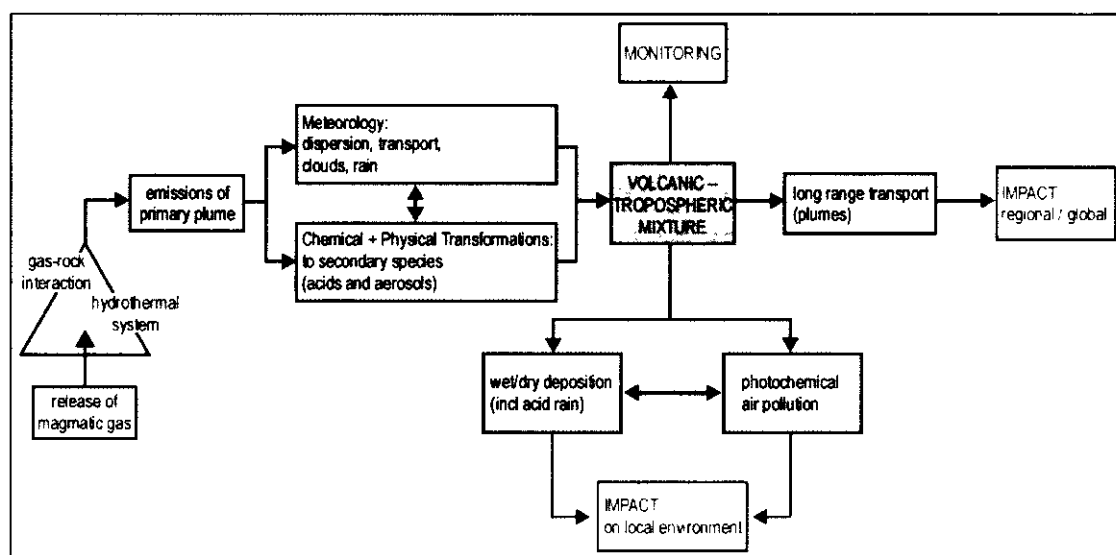 MONITORING
Meteorology:
dispersion, transport,
clouds, rain
emissions of
primary plume
VOLCANIC –
TROPOSPHERIC
MIXTURE
long range transport
(plumes)
IMPACT
regional / global
Chemical + Physical Transformations:
to secondary species
(acids and aerosols)
gas-rock
interaction
hydrothermal
system
release of
magmatic gas
wet/dry deposition
(incl acid rain)
photochemical
air pollution
IMPACT
on local environment